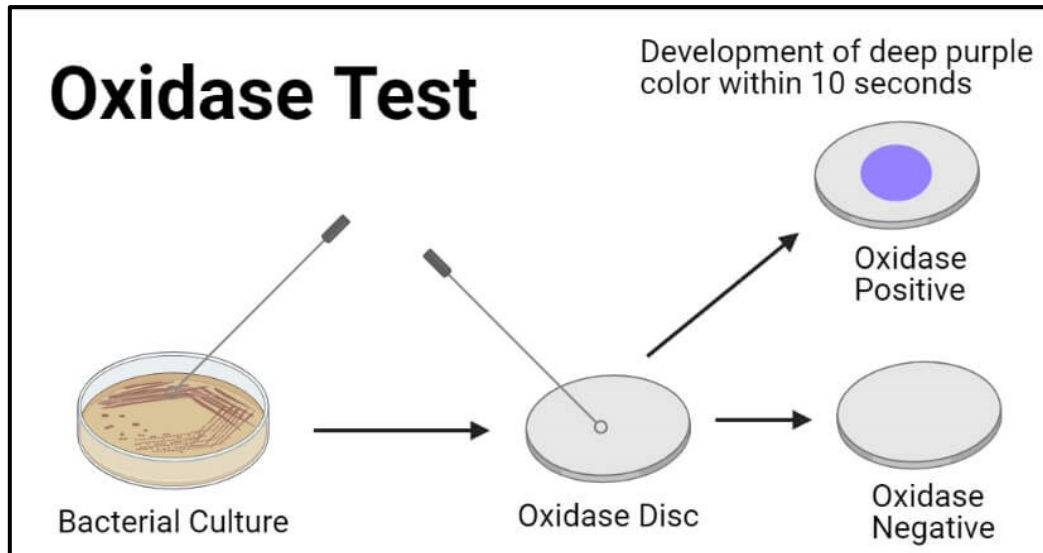 Oxidase Test
Development of deep purple
color within 10 seconds
Oxidase
Positive
Bacterial Culture
Oxidase Disc
Oxidase
Negative